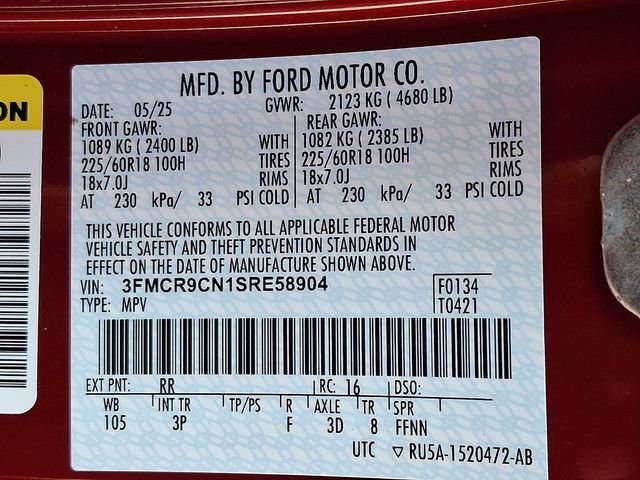 ON
MFD. BY FORD MOTOR CO.
DATE: 05/25 GVWR: 2123 KG ( 4680 LB)
FRONT GAWR: REAR GAWR:
1089 KG ( 2400 LB) WITH 1082 KG ( 2385 LB) WITH
225/60R18 100H TIRES 225/60R18 100H TIRES
18x7.0J RIMS 18x7.0J RIMS
AT 230 kPa/ 33 PSI COLD AT 230 kPa/ 33 PSI COLD
THIS VEHICLE CONFORMS TO ALL APPLICABLE FEDERAL MOTOR
VEHICLE SAFETY AND THEFT PREVENTION STANDARDS IN
EFFECT ON THE DATE OF MANUFACTURE SHOWN ABOVE.
VIN: 3FMCR9CN1SRE58904 F0134
TYPE: MPV T0421
EXT PNT: RR RC: 16 DSO:
WB INT TR TP/PS R AXLE TR SPR
105 3P F 3D 8 FFNN
UTC ▽ RU5A-1520472-AB